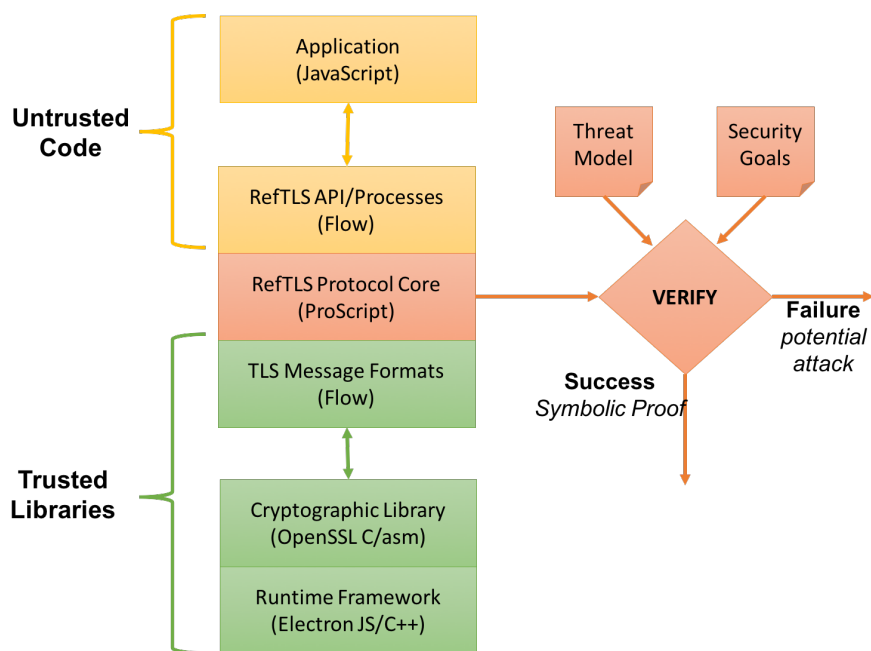 Application
(JavaScript)
Untrusted
Code
RefTLS API/Processes
(Flow)
RefTLS Protocol Core
(ProScript)
TLS Message Formats
(Flow)
Trusted
Libraries
Cryptographic Library
(OpenSSL C/asm)
Runtime Framework
(Electron JS/C++)
Threat
Model
Security
Goals
VERIFY
Failure
potential
attack
Success
Symbolic Proof